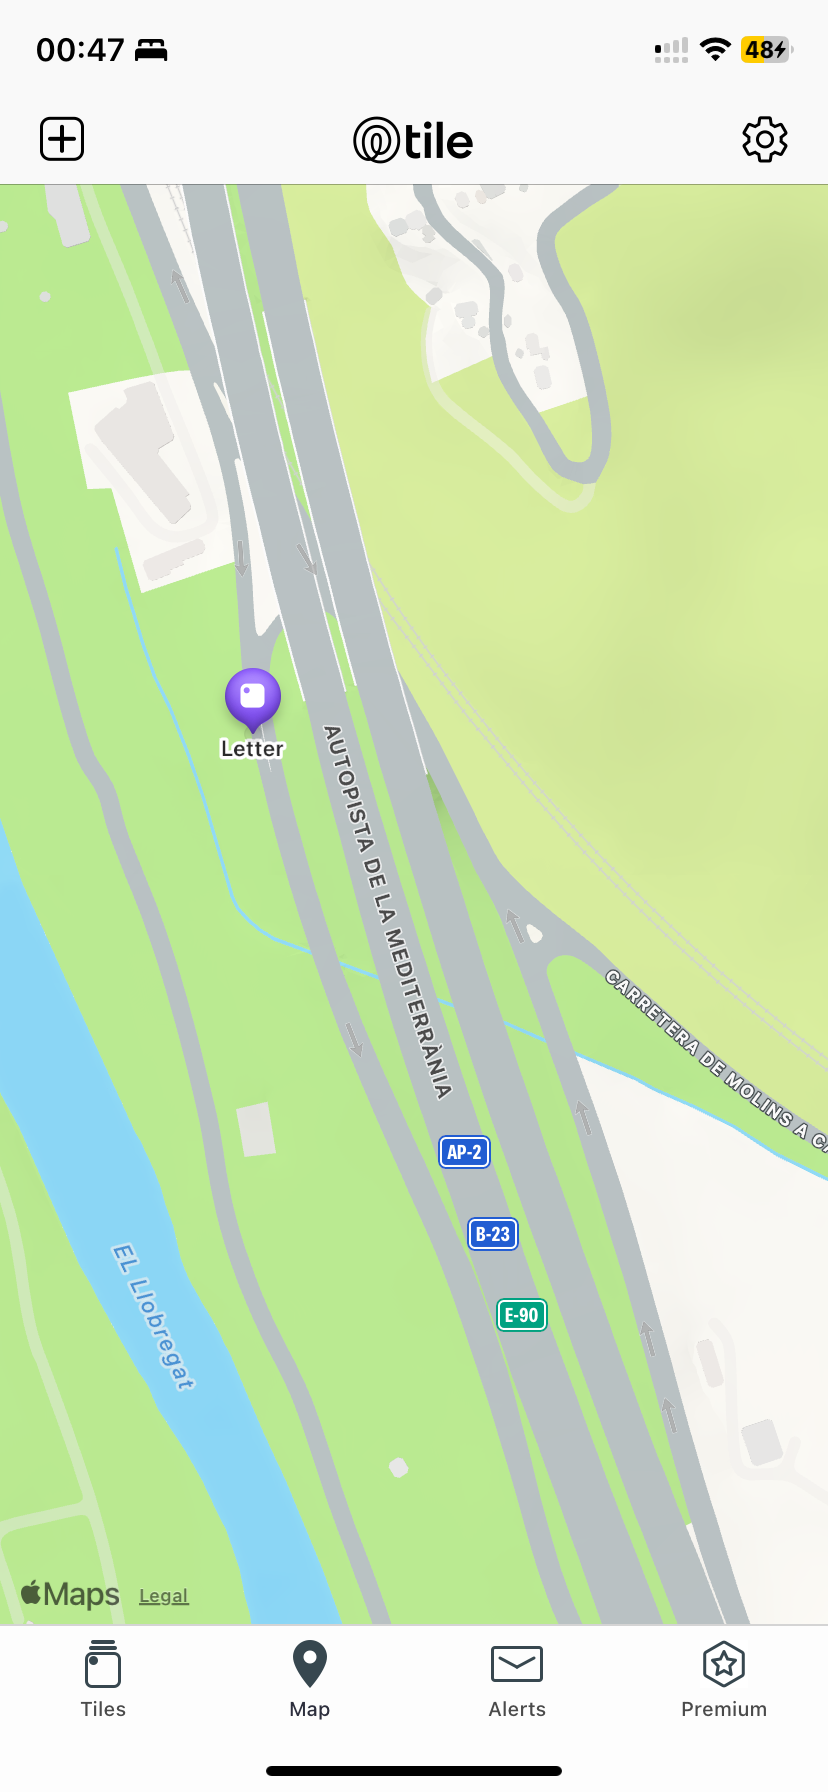 00:47
48
tile
Letter
AUTOPISTA DE LA MEDITERRÀNIA
CARRETERA DE MOLINS A CA
AP-2
B-23
E-90
EL Llobregat
Maps Legal
Tiles Map Alerts Premium